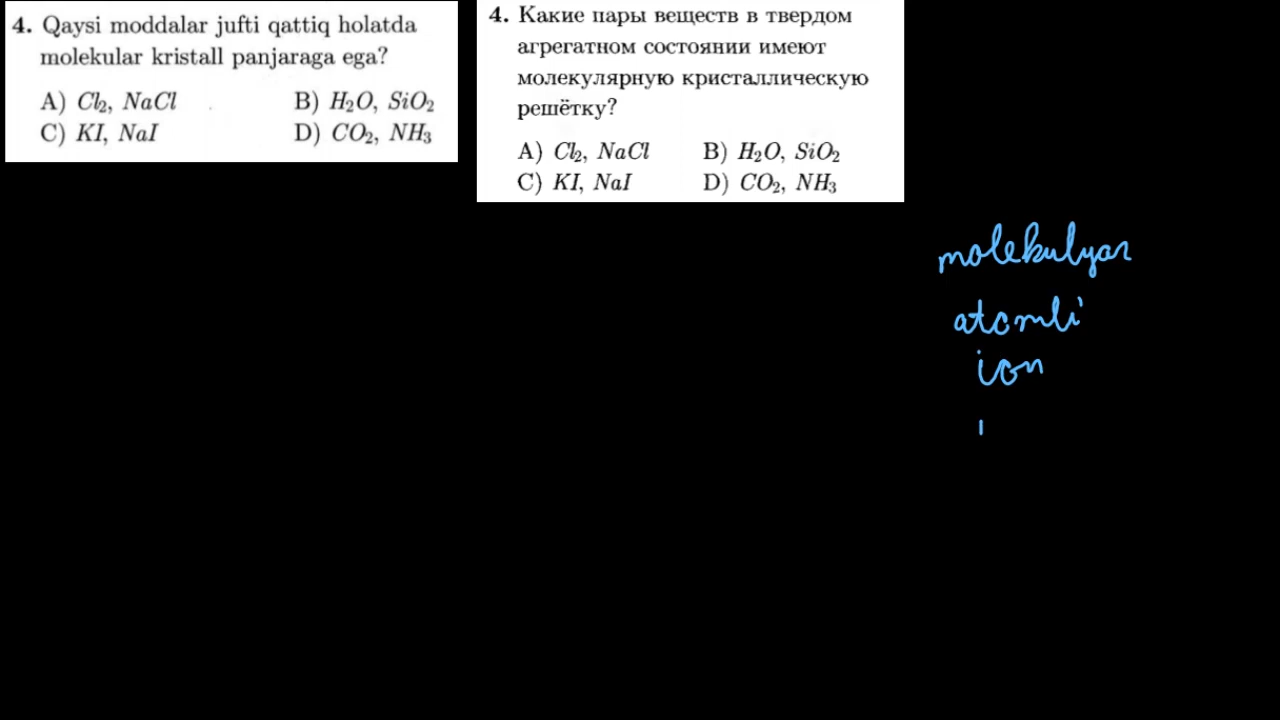 4. Qaysi moddalar jufti qattiq holatda
molekular kristall panjaraga ega?
A) Cl₂, NaCl B) H₂O, SiO₂
C) KI, NaI D) CO₂, NH₃
4. Какие пары веществ в твердом
агрегатном состоянии имеют
молекулярную кристаллическую
решётку?
A) Cl₂, NaCl B) H₂O, SiO₂
C) KI, NaI D) CO₂, NH₃
molekulyar
atomli
ion